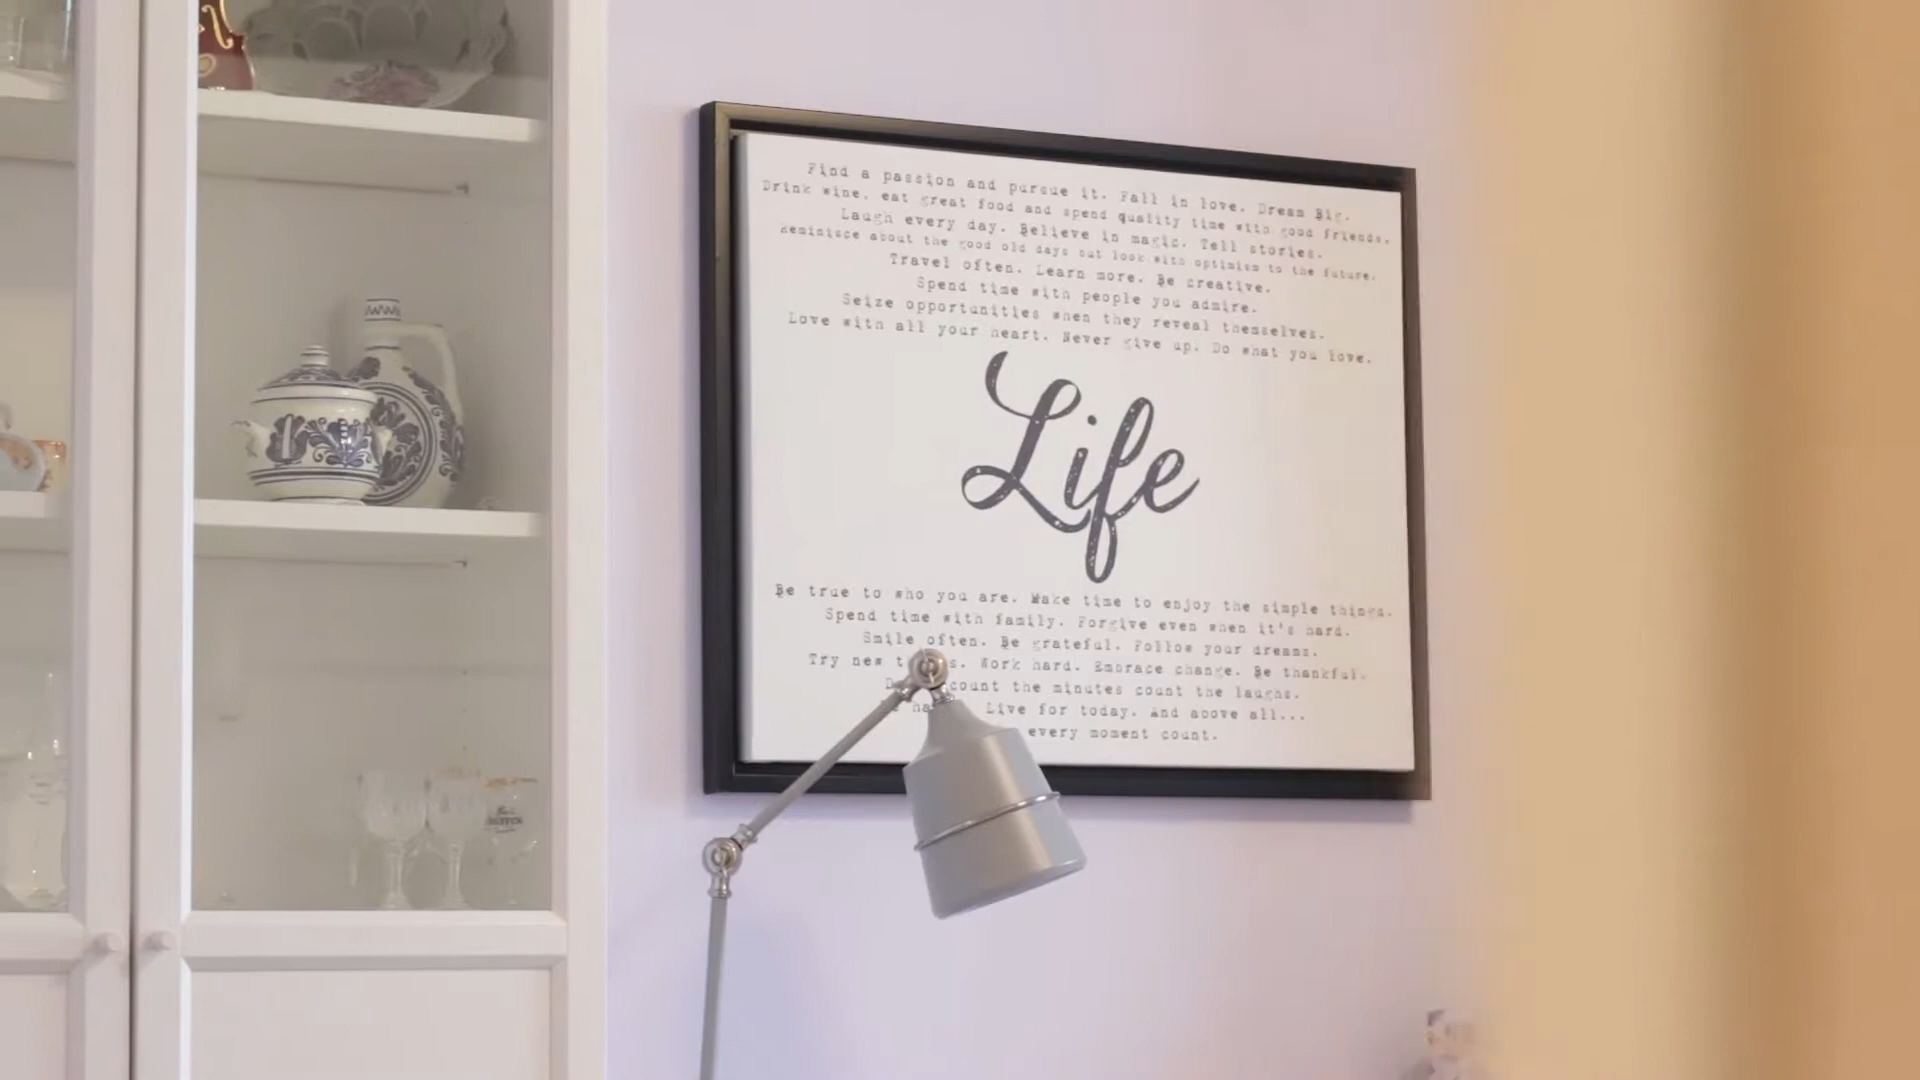 Find a passion and pursue it. Fall in love. Dream Big.
Drink wine, eat great food and spend quality time with good friends.
Laugh every day. Believe in magic. Tell stories.
Reminisce about the good old days but look with optimism to the future.
Travel often. Learn more. Be creative.
Spend time with people you admire.
Seize opportunities when they reveal themselves.
Love with all your heart. Never give up. Do what you love.
Life
Be true to who you are. Make time to enjoy the simple things.
Spend time with family. Forgive even when it's hard.
Smile often. Be grateful. Follow your dreams.
Try new Work hard. Embrace change. Be thankful.
count the minutes count the laughs.
Live for today. And above all...
every moment count.